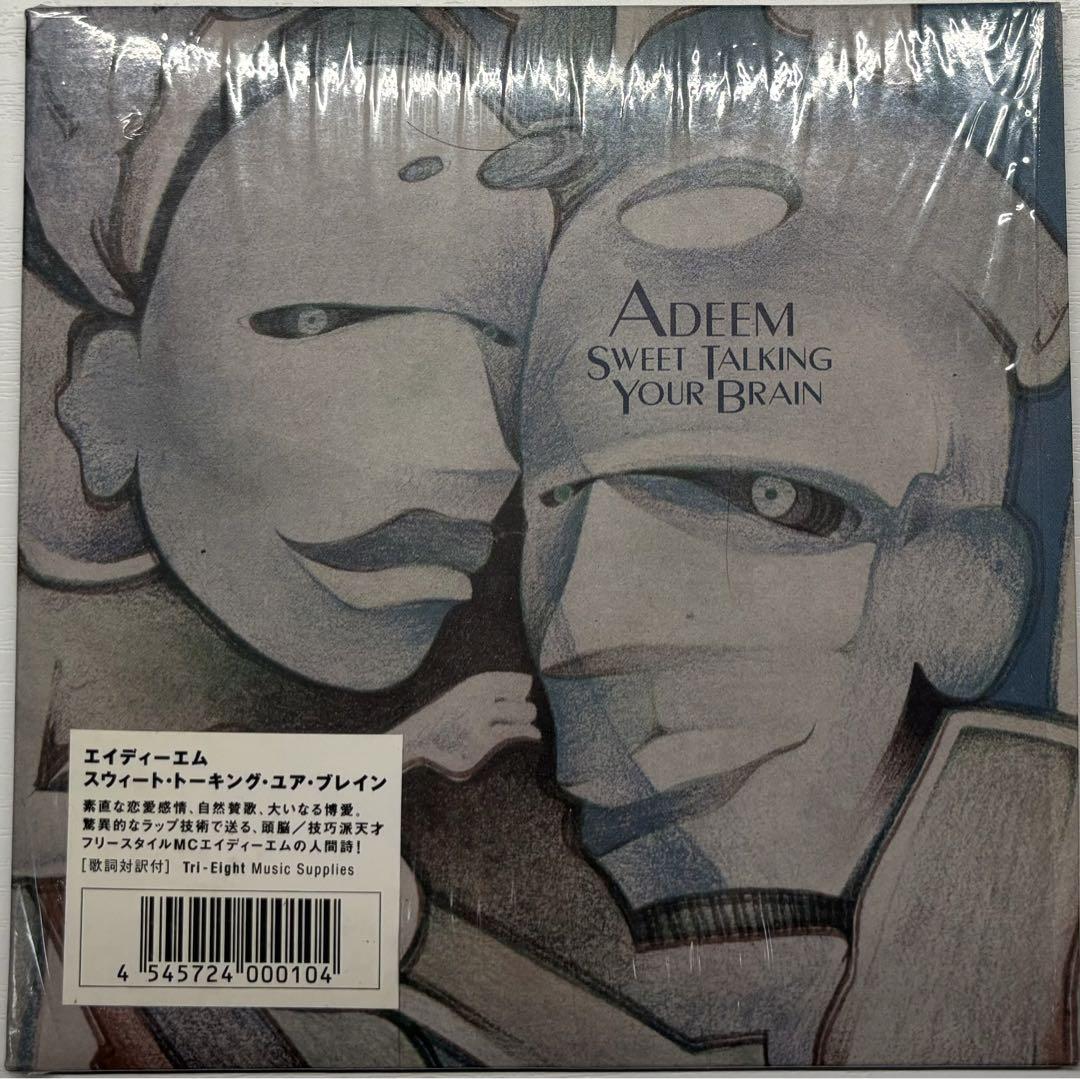 ADEEM
SWEET TALKING
YOUR BRAIN
エイディーエム
スウィート・トーキング・ユア・ブレイン
素直な恋愛感情、自然賛歌、大いなる博愛。
驚異的なラップ技術で送る、頭脳／技巧派天才
フリースタイルMCエイディーエムの人間詩！
［歌詞対訳付］ Tri-Eight Music Supplies
4 545724 000104